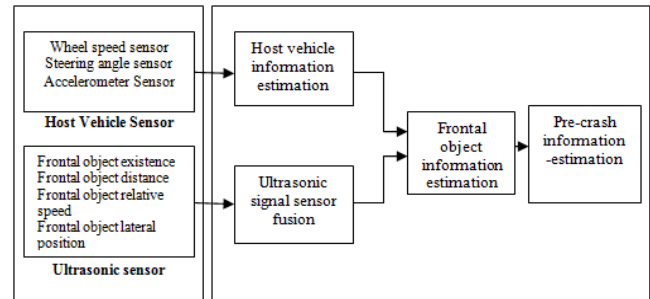 Wheel speed sensor
Steering angle sensor
Accelerometer Sensor
Host Vehicle Sensor
Frontal object existence
Frontal object distance
Frontal object relative
speed
Frontal object lateral
position
Ultrasonic sensor
Host vehicle
information
estimation
Ultrasonic
signal sensor
fusion
Frontal
object
information
estimation
Pre-crash
information
-estimation